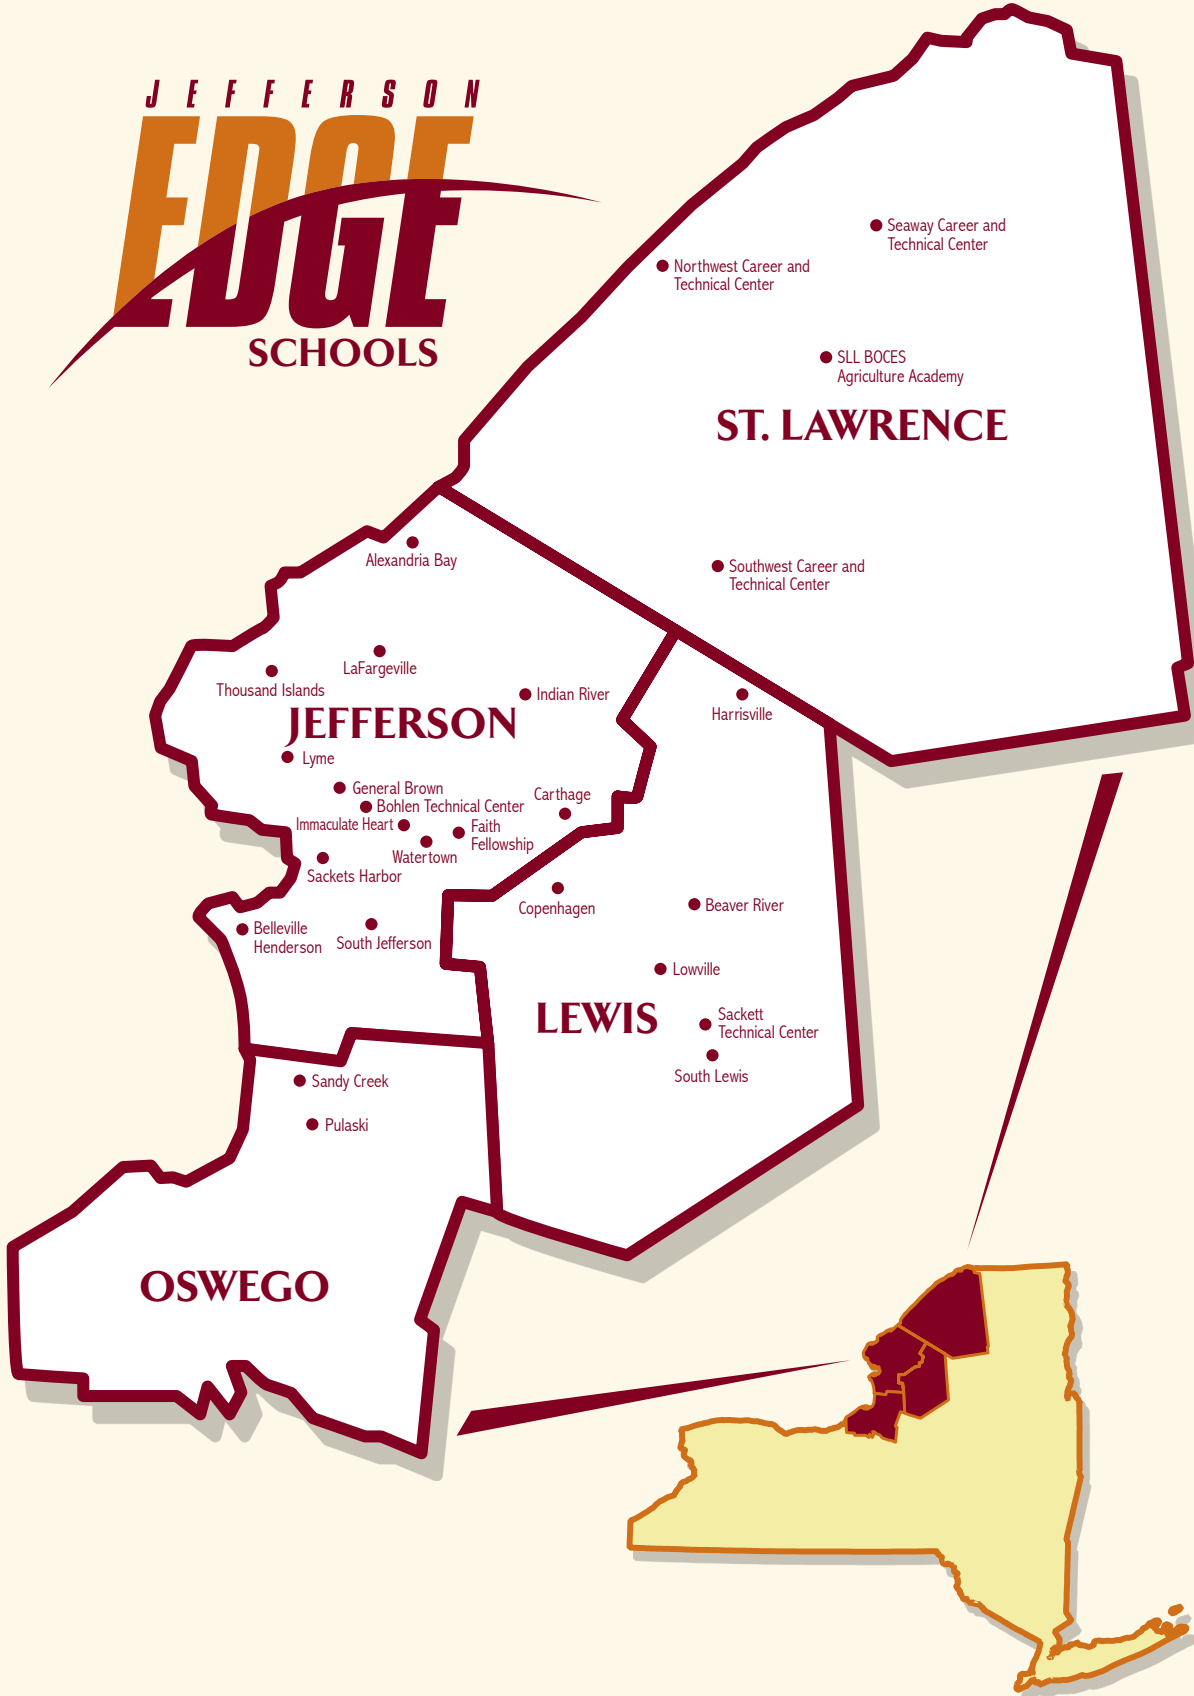 JEFFERSON
EDGE
SCHOOLS
Seaway Career and
Technical Center
Northwest Career and
Technical Center
SLL BOCES
Agriculture Academy
ST. LAWRENCE
Southwest Career and
Technical Center
Alexandria Bay
LaFargeville
Thousand Islands
Indian River
JEFFERSON
Lyme
General Brown
Bohlen Technical Center
Carthage
Immaculate Heart
Faith
Fellowship
Watertown
Sackets Harbor
Belleville
Henderson
South Jefferson
Harrisville
Copenhagen
Beaver River
Lowville
LEWIS
Sackett
Technical Center
South Lewis
Sandy Creek
Pulaski
OSWEGO